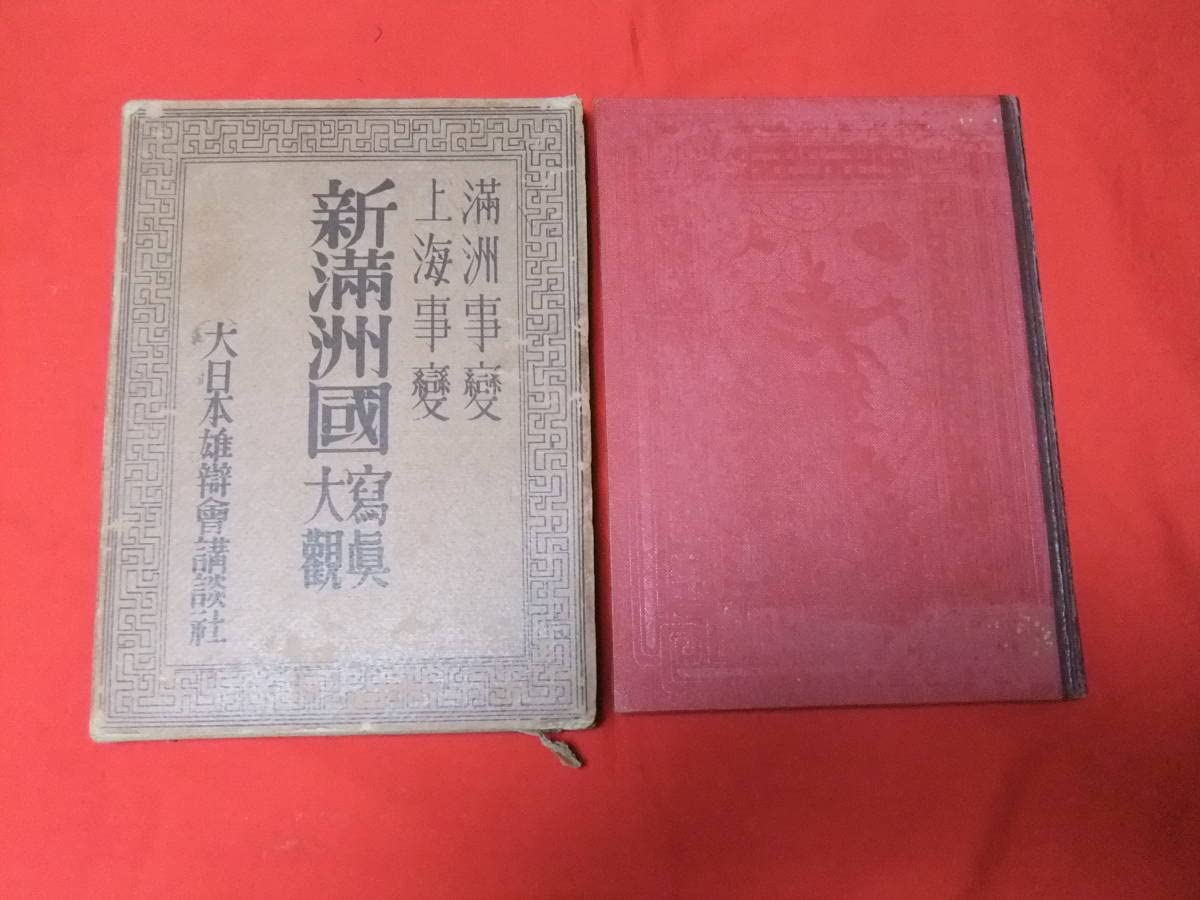 滿洲事變
上海事變
新滿洲國
寫眞
大觀
大日本雄辯會講談社